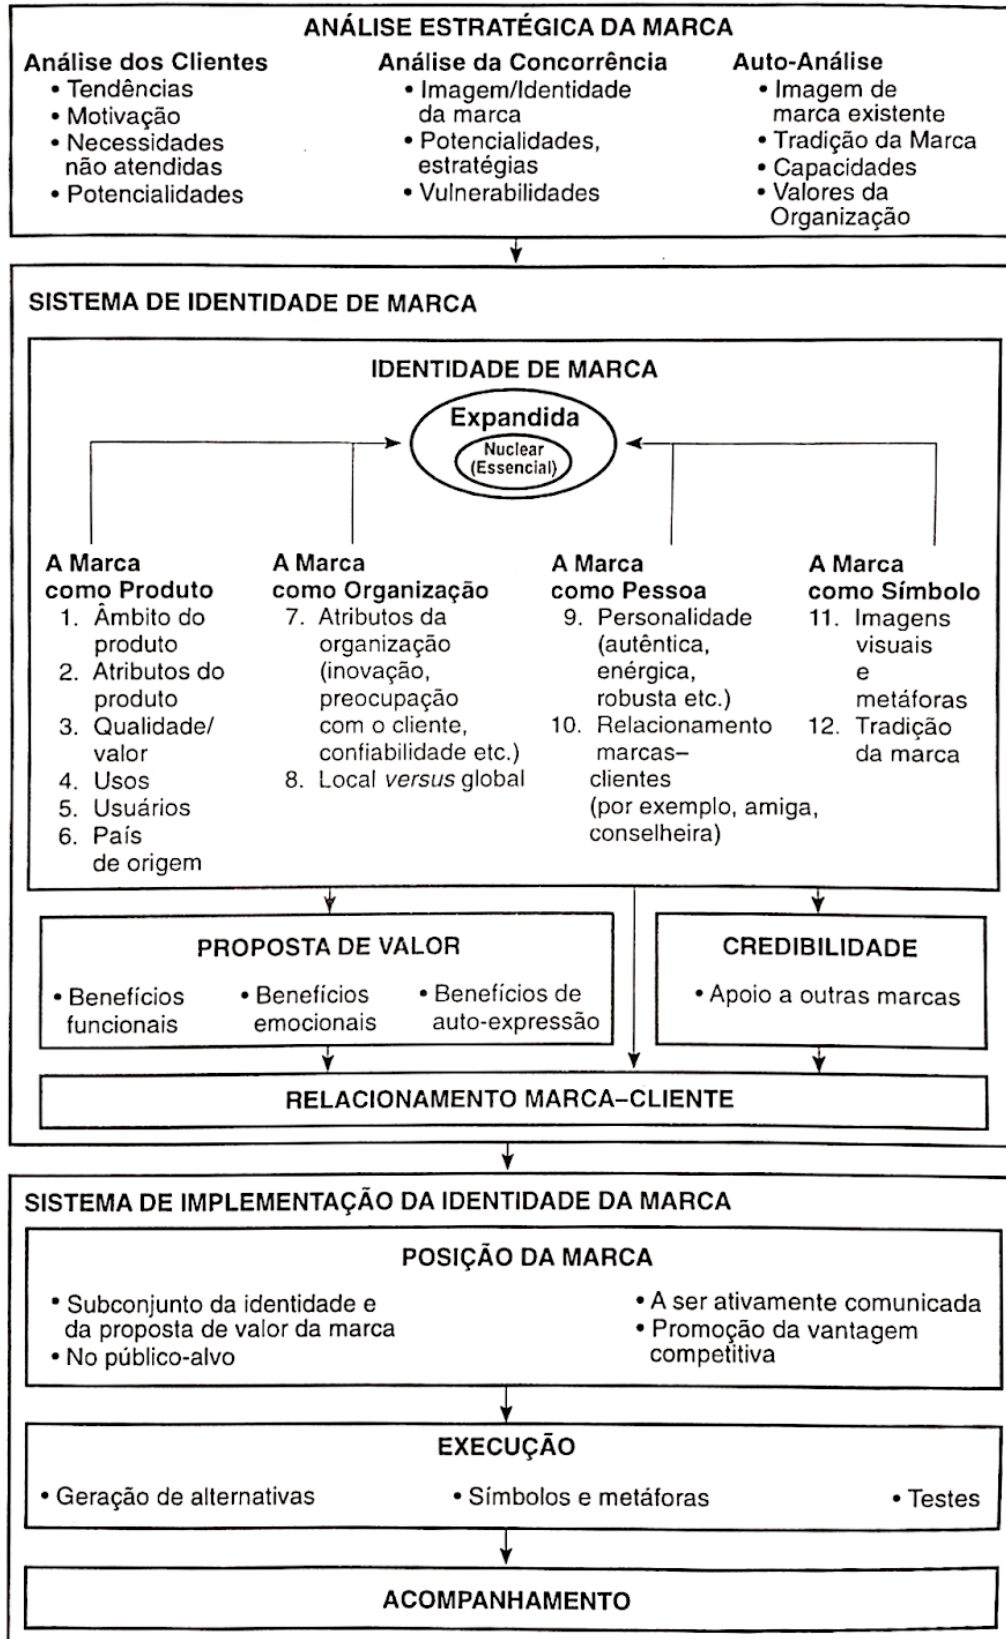 ANÁLISE ESTRATÉGICA DA MARCA
Análise dos Clientes
• Tendências
• Motivação
• Necessidades
não atendidas
• Potencialidades
Análise da Concorrência
• Imagem/Identidade
da marca
• Potencialidades,
estratégias
• Vulnerabilidades
Auto-Análise
• Imagem de
marca existente
• Tradição da Marca
• Capacidades
• Valores da
Organização
SISTEMA DE IDENTIDADE DE MARCA
IDENTIDADE DE MARCA
Expandida
Nuclear
(Essencial)
A Marca
como Produto
1. Âmbito do
produto
2. Atributos do
produto
3. Qualidade/
valor
4. Usos
5. Usuários
6. País
de origem
A Marca
como Organização
7. Atributos da
organização
(inovação,
preocupação
com o cliente,
confiabilidade etc.)
8. Local versus global
A Marca
como Pessoa
9. Personalidade
(autêntica,
enérgica,
robusta etc.)
10. Relacionamento
marcas–
clientes
(por exemplo, amiga,
conselheira)
A Marca
como Símbolo
11. Imagens
visuais
e
metáforas
12. Tradição
da marca
PROPOSTA DE VALOR
• Benefícios
funcionais
• Benefícios
emocionais
• Benefícios de
auto-expressão
CREDIBILIDADE
• Apoio a outras marcas
RELACIONAMENTO MARCA–CLIENTE
SISTEMA DE IMPLEMENTAÇÃO DA IDENTIDADE DA MARCA
POSIÇÃO DA MARCA
• Subconjunto da identidade e
da proposta de valor da marca
• No público-alvo
• A ser ativamente comunicada
• Promoção da vantagem
competitiva
EXECUÇÃO
• Geração de alternativas
• Símbolos e metáforas
• Testes
ACOMPANHAMENTO